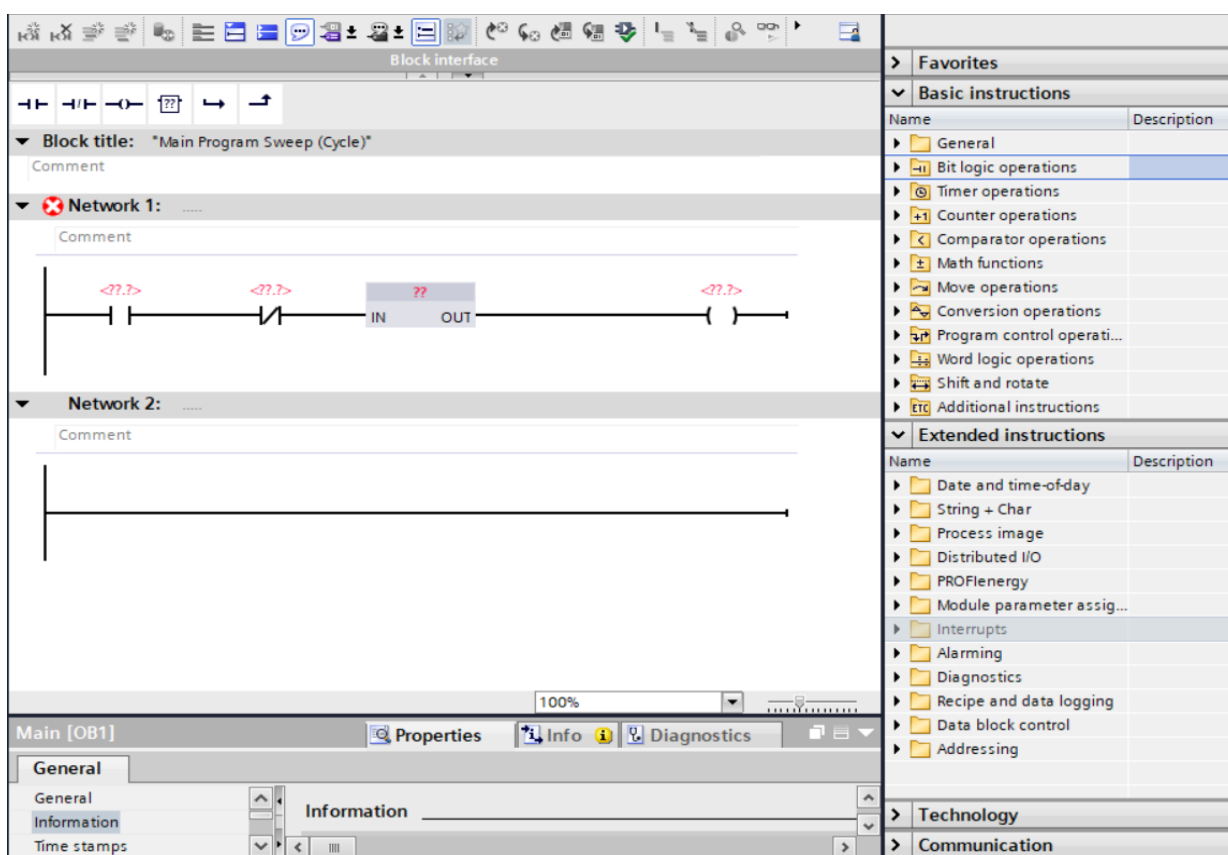 Block interface
??
Block title: "Main Program Sweep (Cycle)"
Comment
Network 1: .....
Comment
<??.?> <??.?> ?? <??.?>
IN OUT
Network 2: .....
Comment
100%
Main [OB1] Properties Info Diagnostics
General
General
Information
Time stamps
Information
Favorites
Basic instructions
Name Description
General
Bit logic operations
Timer operations
+1 Counter operations
< Comparator operations
± Math functions
Move operations
Conversion operations
Program control operati...
Word logic operations
Shift and rotate
ETC Additional instructions
Extended instructions
Name Description
Date and time-of-day
String + Char
Process image
Distributed I/O
PROFIenergy
Module parameter assig...
Interrupts
Alarming
Diagnostics
Recipe and data logging
Data block control
Addressing
Technology
Communication